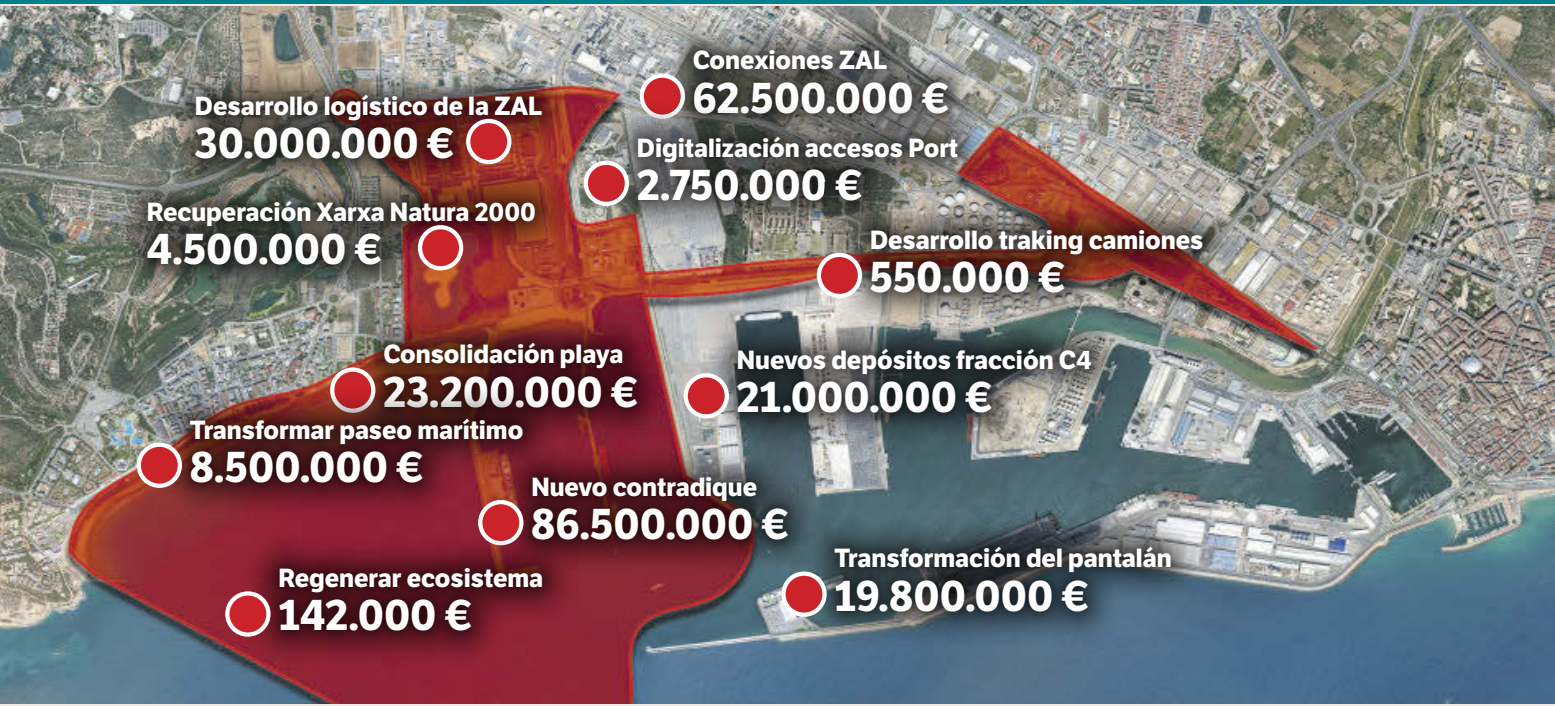 Conexiones ZAL
62.500.000 €
Desarrollo logístico de la ZAL
30.000.000 €
Digitalización accesos Port
2.750.000 €
Recuperación Xarxa Natura 2000
4.500.000 €
Desarrollo traking camiones
550.000 €
Consolidación playa
23.200.000 €
Nuevos depósitos fracción C4
21.000.000 €
Transformar paseo marítimo
8.500.000 €
Nuevo contradique
86.500.000 €
Transformación del pantalán
19.800.000 €
Regenerar ecosistema
142.000 €